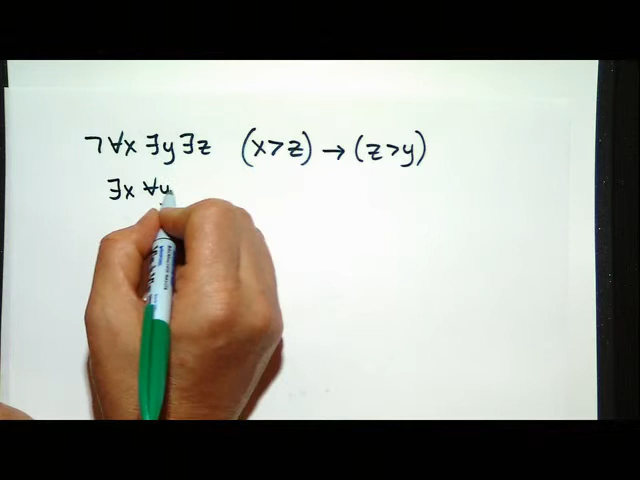 ¬∀x ∃y ∃z (x>z) → (z>y)
∃x ∀y